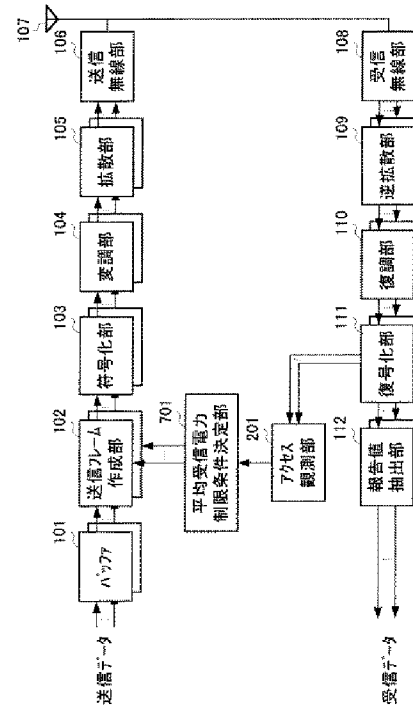 107
106
送信
無線部
105
拡散部
104
変調部
103
符号化部
102
送信フレーム
作成部
101
バッファ
送信データ
701
平均受信電力
制限条件決定部
201
アクセス
観測部
108
受信
無線部
109
逆拡散部
110
復調部
111
復号化部
112
報告値
抽出部
受信データ